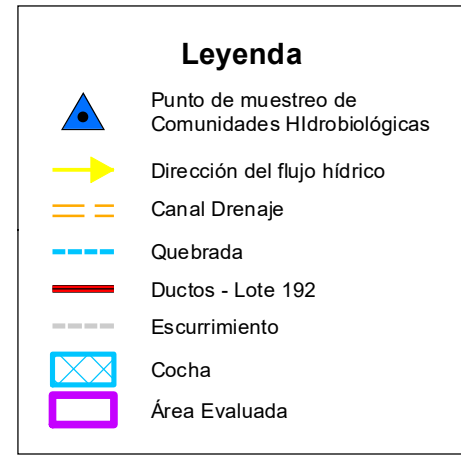 Leyenda
Punto de muestreo de
Comunidades HIdrobiológicas
Dirección del flujo hídrico
Canal Drenaje
Quebrada
Ductos - Lote 192
Escurrimiento
Cocha
Área Evaluada